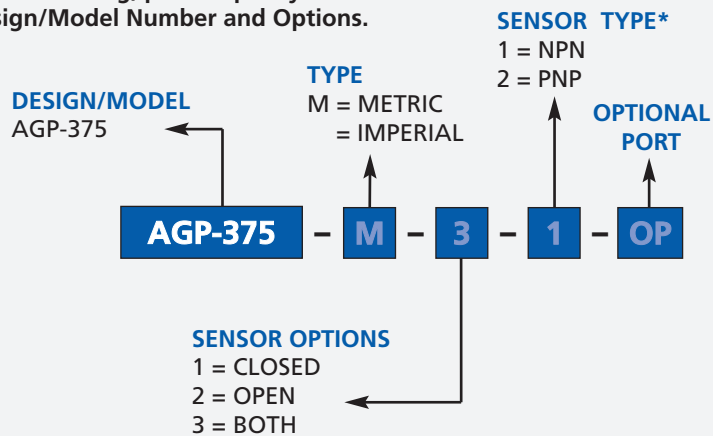 sign/Model Number and Options.
DESIGN/MODEL
AGP-375
TYPE
M = METRIC
= IMPERIAL
SENSOR TYPE*
1 = NPN
2 = PNP
OPTIONAL
PORT
AGP-375 – M – 3 – 1 – OP
SENSOR OPTIONS
1 = CLOSED
2 = OPEN
3 = BOTH